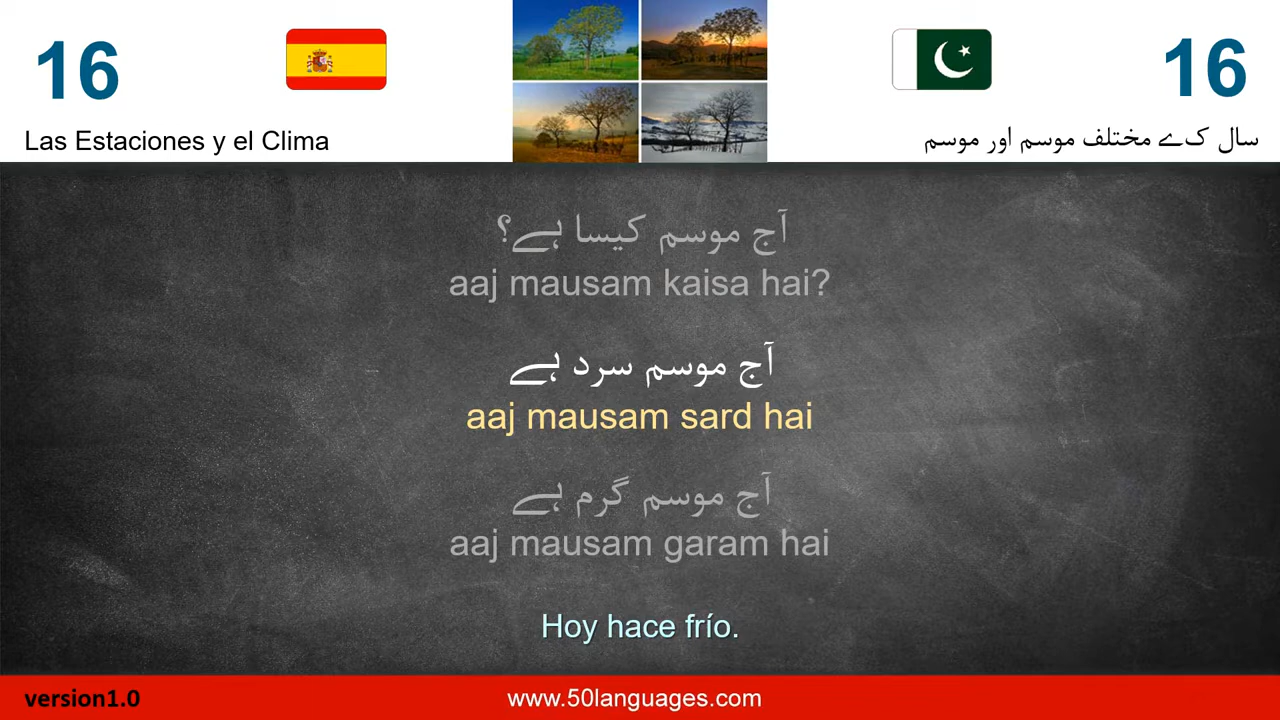 16
16
Las Estaciones y el Clima
سال کے مختلف موسم اور موسم
آج موسم کیسا ہے؟
aaj mausam kaisa hai?
آج موسم سرد ہے
aaj mausam sard hai
آج موسم گرم ہے
aaj mausam garam hai
Hoy hace frío.
version1.0
www.50languages.com